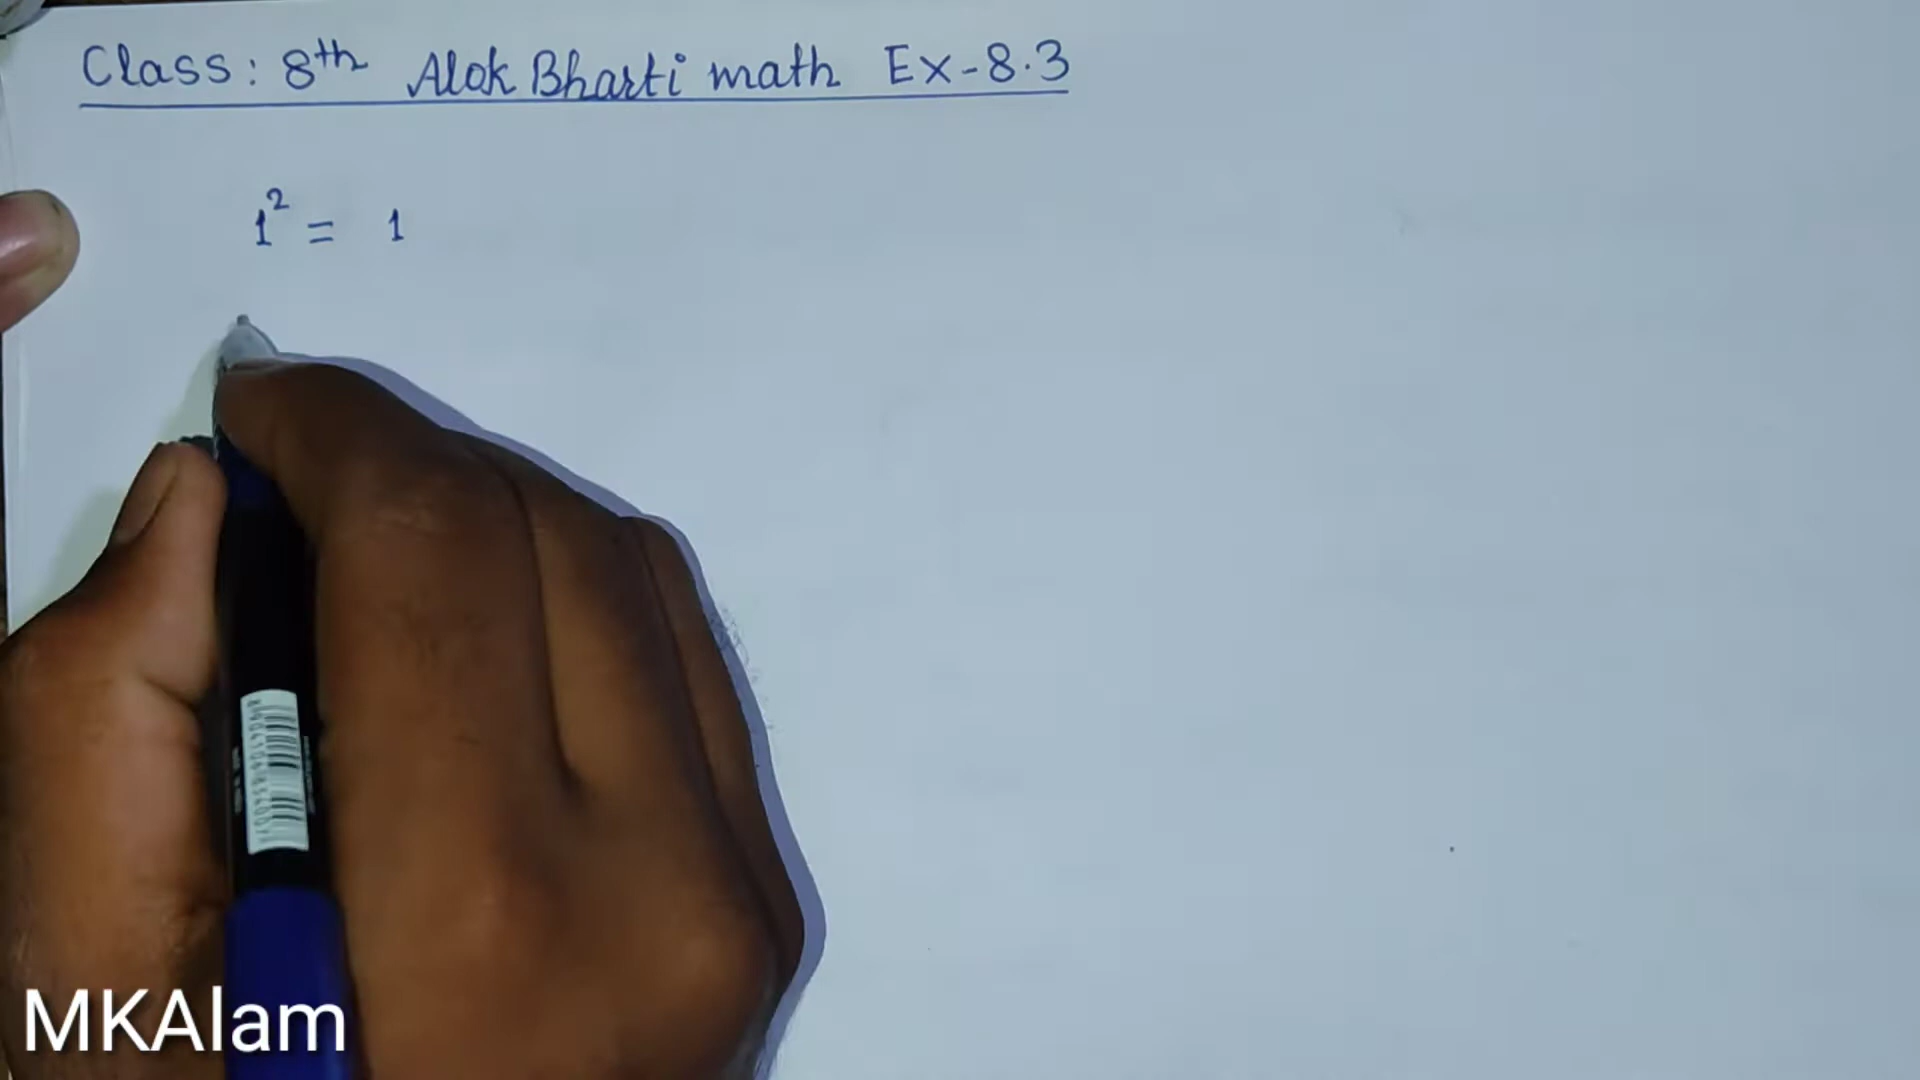 Class: 8th Alok Bharti math Ex-8.3
1² = 1
MKAlam